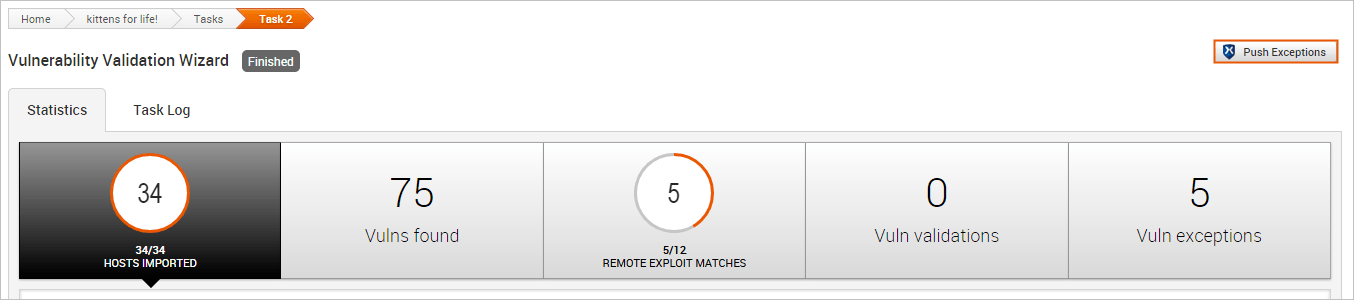 Home kittens for life! Tasks Task 2
Vulnerability Validation Wizard Finished
Push Exceptions
Statistics Task Log
34
34/34
HOSTS IMPORTED
75
Vulns found
5
5/12
REMOTE EXPLOIT MATCHES
0
Vuln validations
5
Vuln exceptions